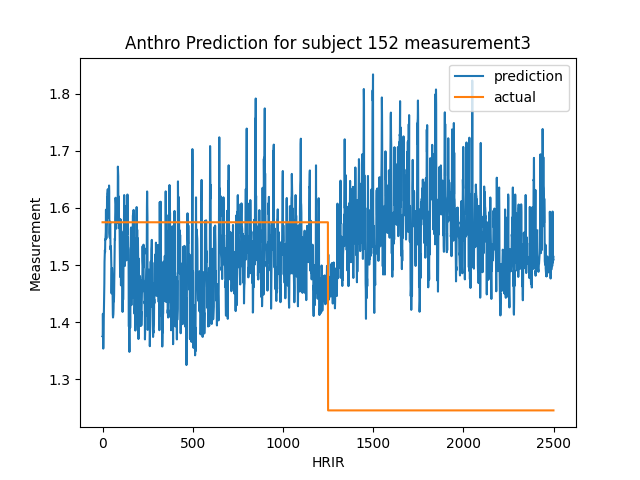 Anthro Prediction for subject 152 measurement3
prediction
actual
1.8
1.7
1.6
1.5
1.4
1.3
Measurement
0
500
1000
1500
2000
2500
HRIR